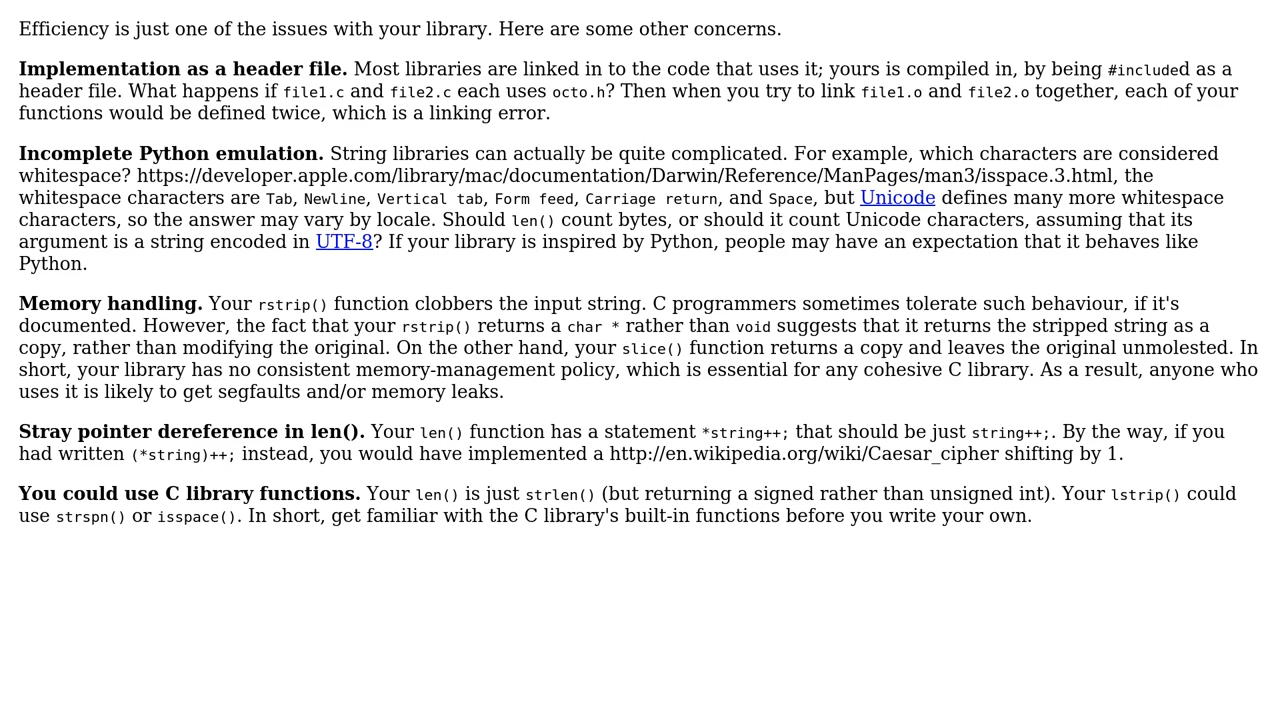 Efficiency is just one of the issues with your library. Here are some other concerns.
Implementation as a header file. Most libraries are linked in to the code that uses it; yours is compiled in, by being #included as a
header file. What happens if file1.c and file2.c each uses octo.h? Then when you try to link file1.o and file2.o together, each of your
functions would be defined twice, which is a linking error.
Incomplete Python emulation. String libraries can actually be quite complicated. For example, which characters are considered
whitespace? https://developer.apple.com/library/mac/documentation/Darwin/Reference/ManPages/man3/isspace.3.html, the
whitespace characters are Tab, Newline, Vertical tab, Form feed, Carriage return, and Space, but Unicode defines many more whitespace
characters, so the answer may vary by locale. Should len() count bytes, or should it count Unicode characters, assuming that its
argument is a string encoded in UTF-8? If your library is inspired by Python, people may have an expectation that it behaves like
Python.
Memory handling. Your rstrip() function clobbers the input string. C programmers sometimes tolerate such behaviour, if it's
documented. However, the fact that your rstrip() returns a char * rather than void suggests that it returns the stripped string as a
copy, rather than modifying the original. On the other hand, your slice() function returns a copy and leaves the original unmolested. In
short, your library has no consistent memory-management policy, which is essential for any cohesive C library. As a result, anyone who
uses it is likely to get segfaults and/or memory leaks.
Stray pointer dereference in len(). Your len() function has a statement *string++; that should be just string++;. By the way, if you
had written (*string)++; instead, you would have implemented a http://en.wikipedia.org/wiki/Caesar_cipher shifting by 1.
You could use C library functions. Your len() is just strlen() (but returning a signed rather than unsigned int). Your lstrip() could
use strspn() or isspace(). In short, get familiar with the C library's built-in functions before you write your own.